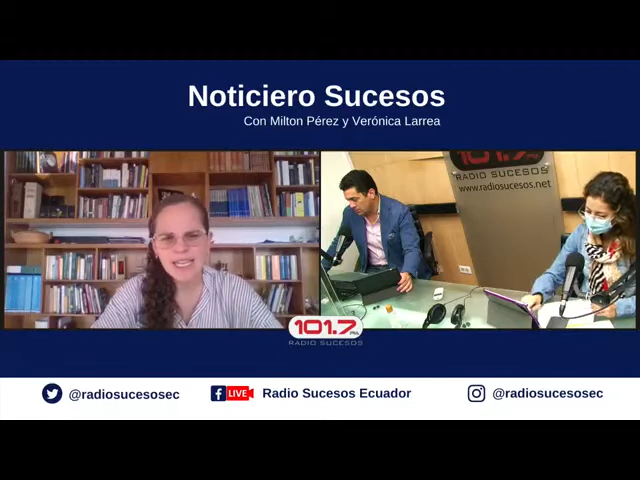 Noticiero Sucesos
Con Milton Pérez y Verónica Larrea
101.7
RADIO SUCESOS
www.radiosucesos.net
101.7 FM
RADIO SUCESOS
@radiosucesosec
LIVE
Radio Sucesos Ecuador
@radiosucesosec